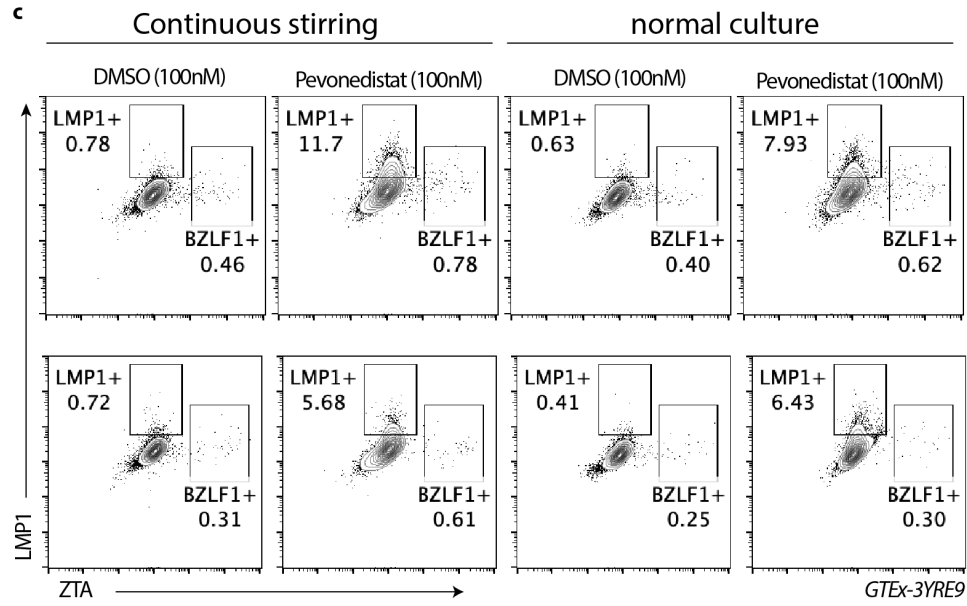 c
Continuous stirring
normal culture
DMSO (100nM)
Pevonedistat (100nM)
DMSO (100nM)
Pevonedistat (100nM)
LMP1+
0.78
BZLF1+
0.46
LMP1+
11.7
BZLF1+
0.78
LMP1+
0.63
BZLF1+
0.40
LMP1+
7.93
BZLF1+
0.62
LMP1+
0.72
BZLF1+
0.31
LMP1+
5.68
BZLF1+
0.61
LMP1+
0.41
BZLF1+
0.25
LMP1+
6.43
BZLF1+
0.30
LMP1
ZTA
GTEx-3YRE9